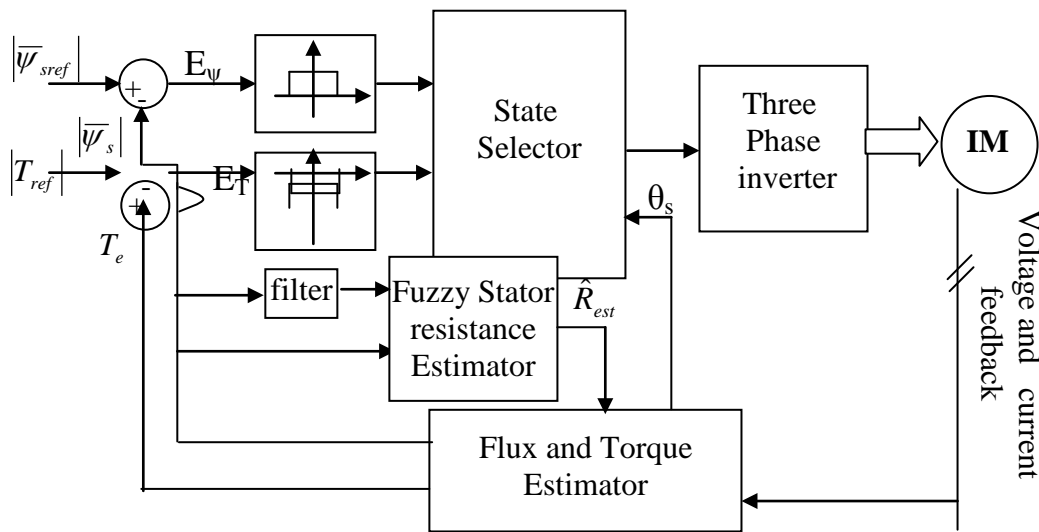 |ψ̅sref|
+
-
Eψ
|ψ̅s|
|Tref|
-
+
ET
Te
State
Selector
Three
Phase
inverter
IM
θs
filter
Fuzzy Stator
resistance
Estimator
R̂est
Flux and Torque
Estimator
Voltage and current
feedback